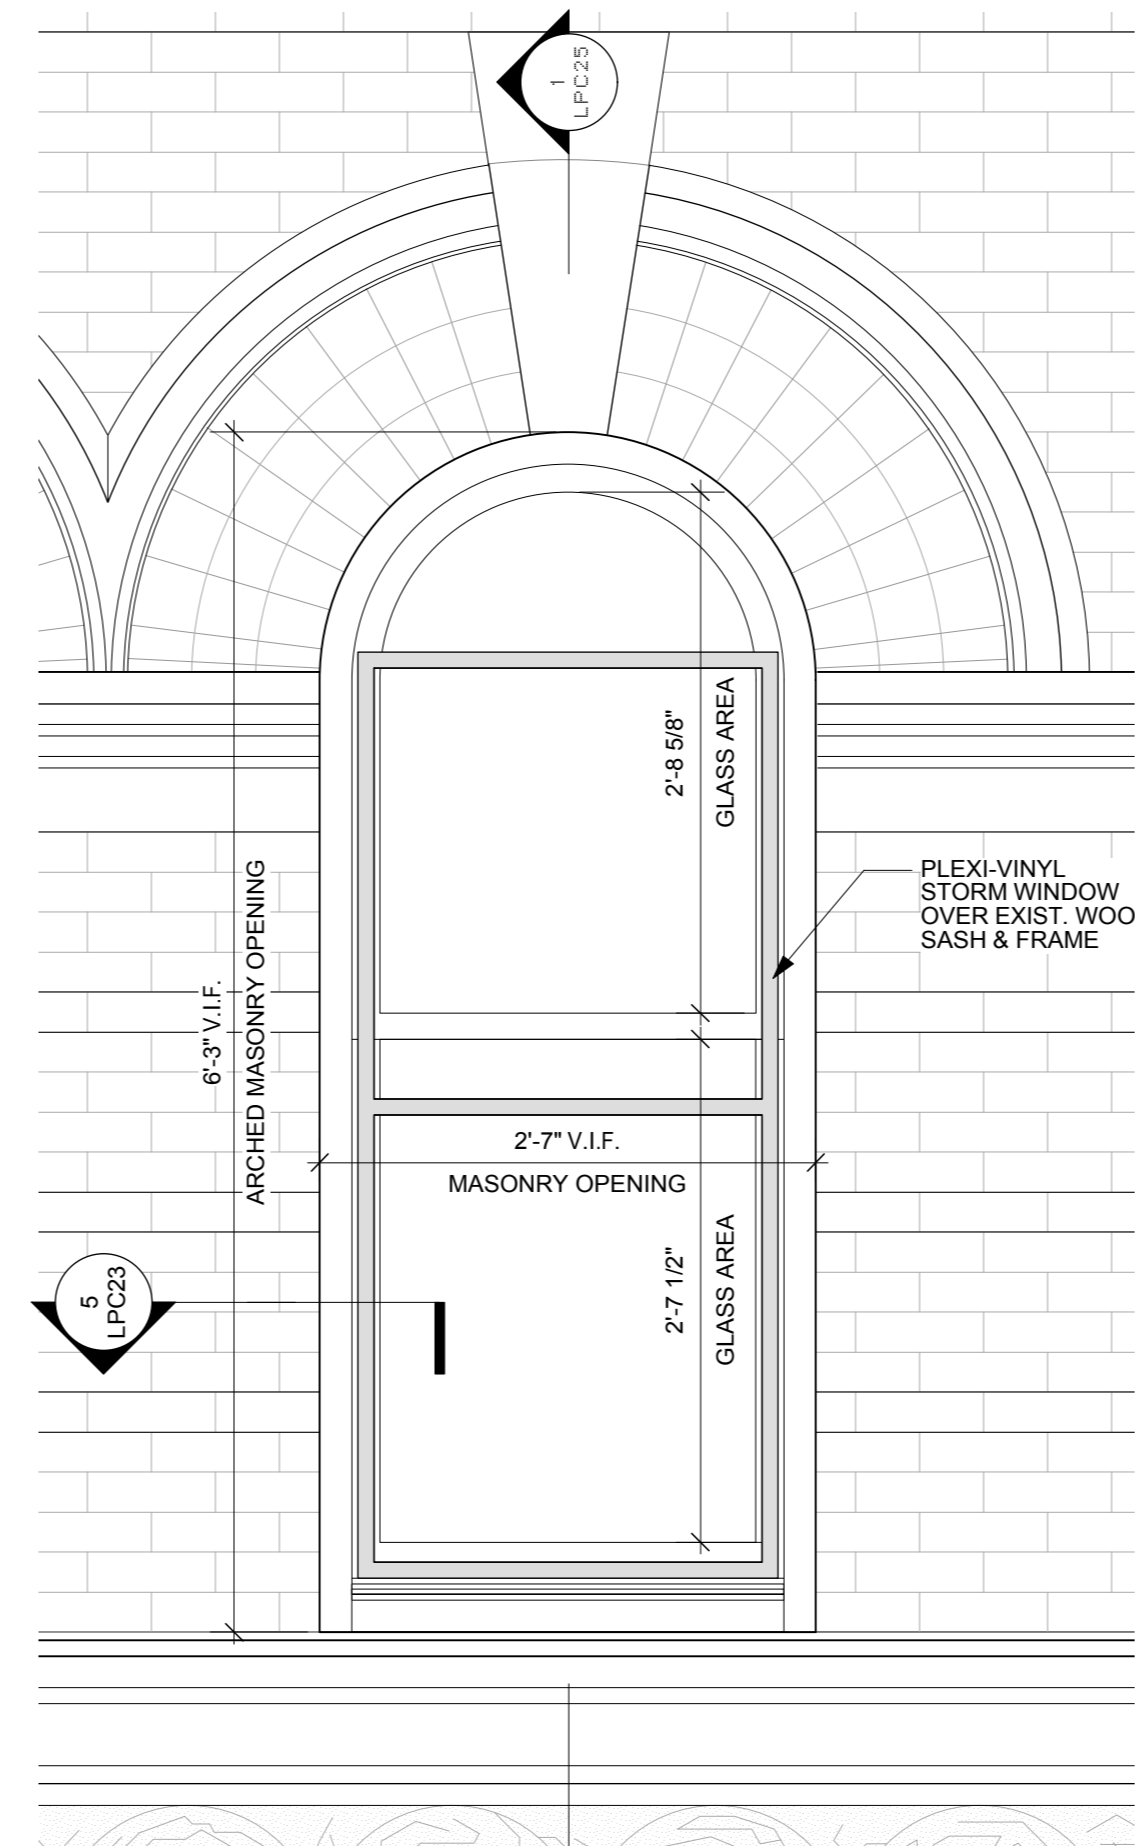 1
LPC25
2'-8 5/8"
GLASS AREA
PLEXI-VINYL
STORM WINDOW
OVER EXIST. WOO
SASH & FRAME
6'-3" V.I.F.
ARCHED MASONRY OPENING
2'-7" V.I.F.
MASONRY OPENING
2'-7 1/2"
GLASS AREA
5
LPC23